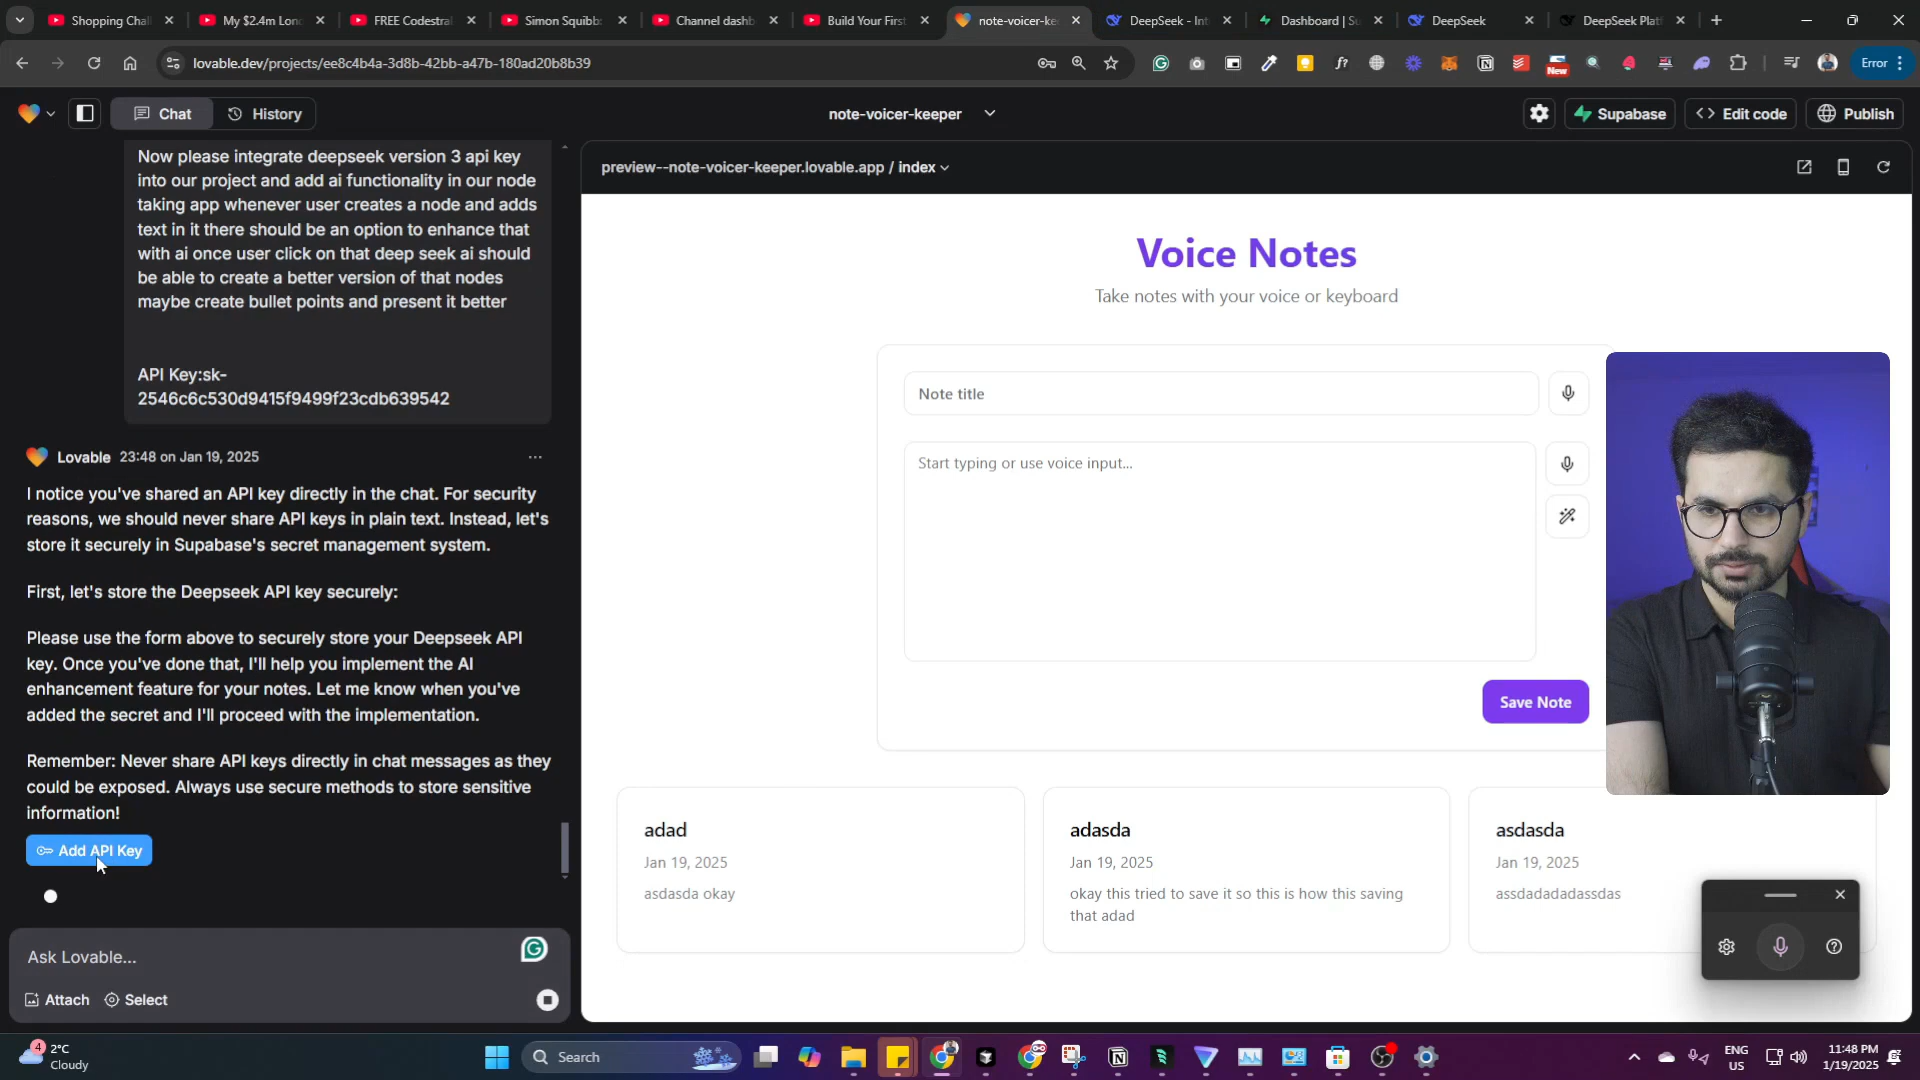 Shopping Chal
My $2.4m Lon
FREE Codestral
Simon Squibb
Channel dashb
Build Your First
note-voicer-ke
DeepSeek - Int
Dashboard | Su
DeepSeek
DeepSeek Platf
lovable.dev/projects/ee8c4b4a-3d8b-42bb-a47b-180ad20b8b39
New
Error
Chat
History
note-voicer-keeper
Supabase
Edit code
Publish
Now please integrate deepseek version 3 api key
into our project and add ai functionality in our node
taking app whenever user creates a node and adds
text in it there should be an option to enhance that
with ai once user click on that deep seek ai should
be able to create a better version of that nodes
maybe create bullet points and present it better
API Key:sk-
2546c6c530d9415f9499f23cdb639542
Lovable 23:48 on Jan 19, 2025
I notice you've shared an API key directly in the chat. For security
reasons, we should never share API keys in plain text. Instead, let's
store it securely in Supabase's secret management system.
First, let's store the Deepseek API key securely:
Please use the form above to securely store your Deepseek API
key. Once you've done that, I'll help you implement the AI
enhancement feature for your notes. Let me know when you've
added the secret and I'll proceed with the implementation.
Remember: Never share API keys directly in chat messages as they
could be exposed. Always use secure methods to store sensitive
information!
Add API Key
Ask Lovable...
Attach
Select
preview--note-voicer-keeper.lovable.app / index
Voice Notes
Take notes with your voice or keyboard
Note title
Start typing or use voice input...
Save Note
adad
Jan 19, 2025
asdasda okay
adasda
Jan 19, 2025
okay this tried to save it so this is how this saving
that adad
asdasda
Jan 19, 2025
assdadadadassdas
4
2°C
Cloudy
Search
ENG
US
11:48 PM
1/19/2025